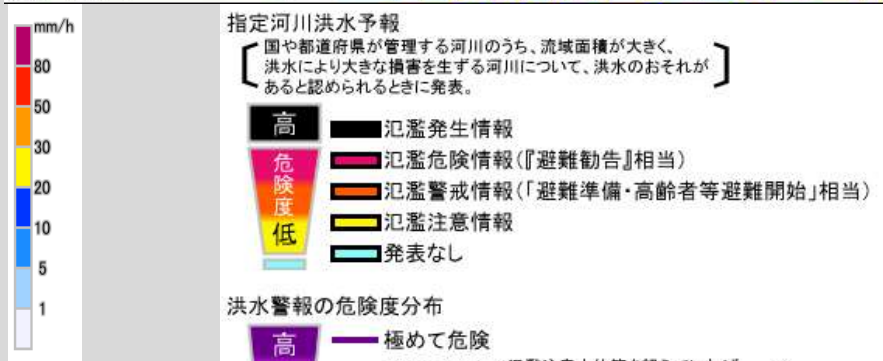 mm/h
80
50
30
20
10
5
1
指定河川洪水予報
国や都道府県が管理する河川のうち、流域面積が大きく、
洪水により大きな損害を生ずる河川について、洪水のおそれが
あると認められるときに発表。
高
危険度
低
氾濫発生情報
氾濫危険情報(『避難勧告』相当)
氾濫警戒情報(「避難準備・高齢者等避難開始」相当)
氾濫注意情報
発表なし
洪水警報の危険度分布
高
極めて危険